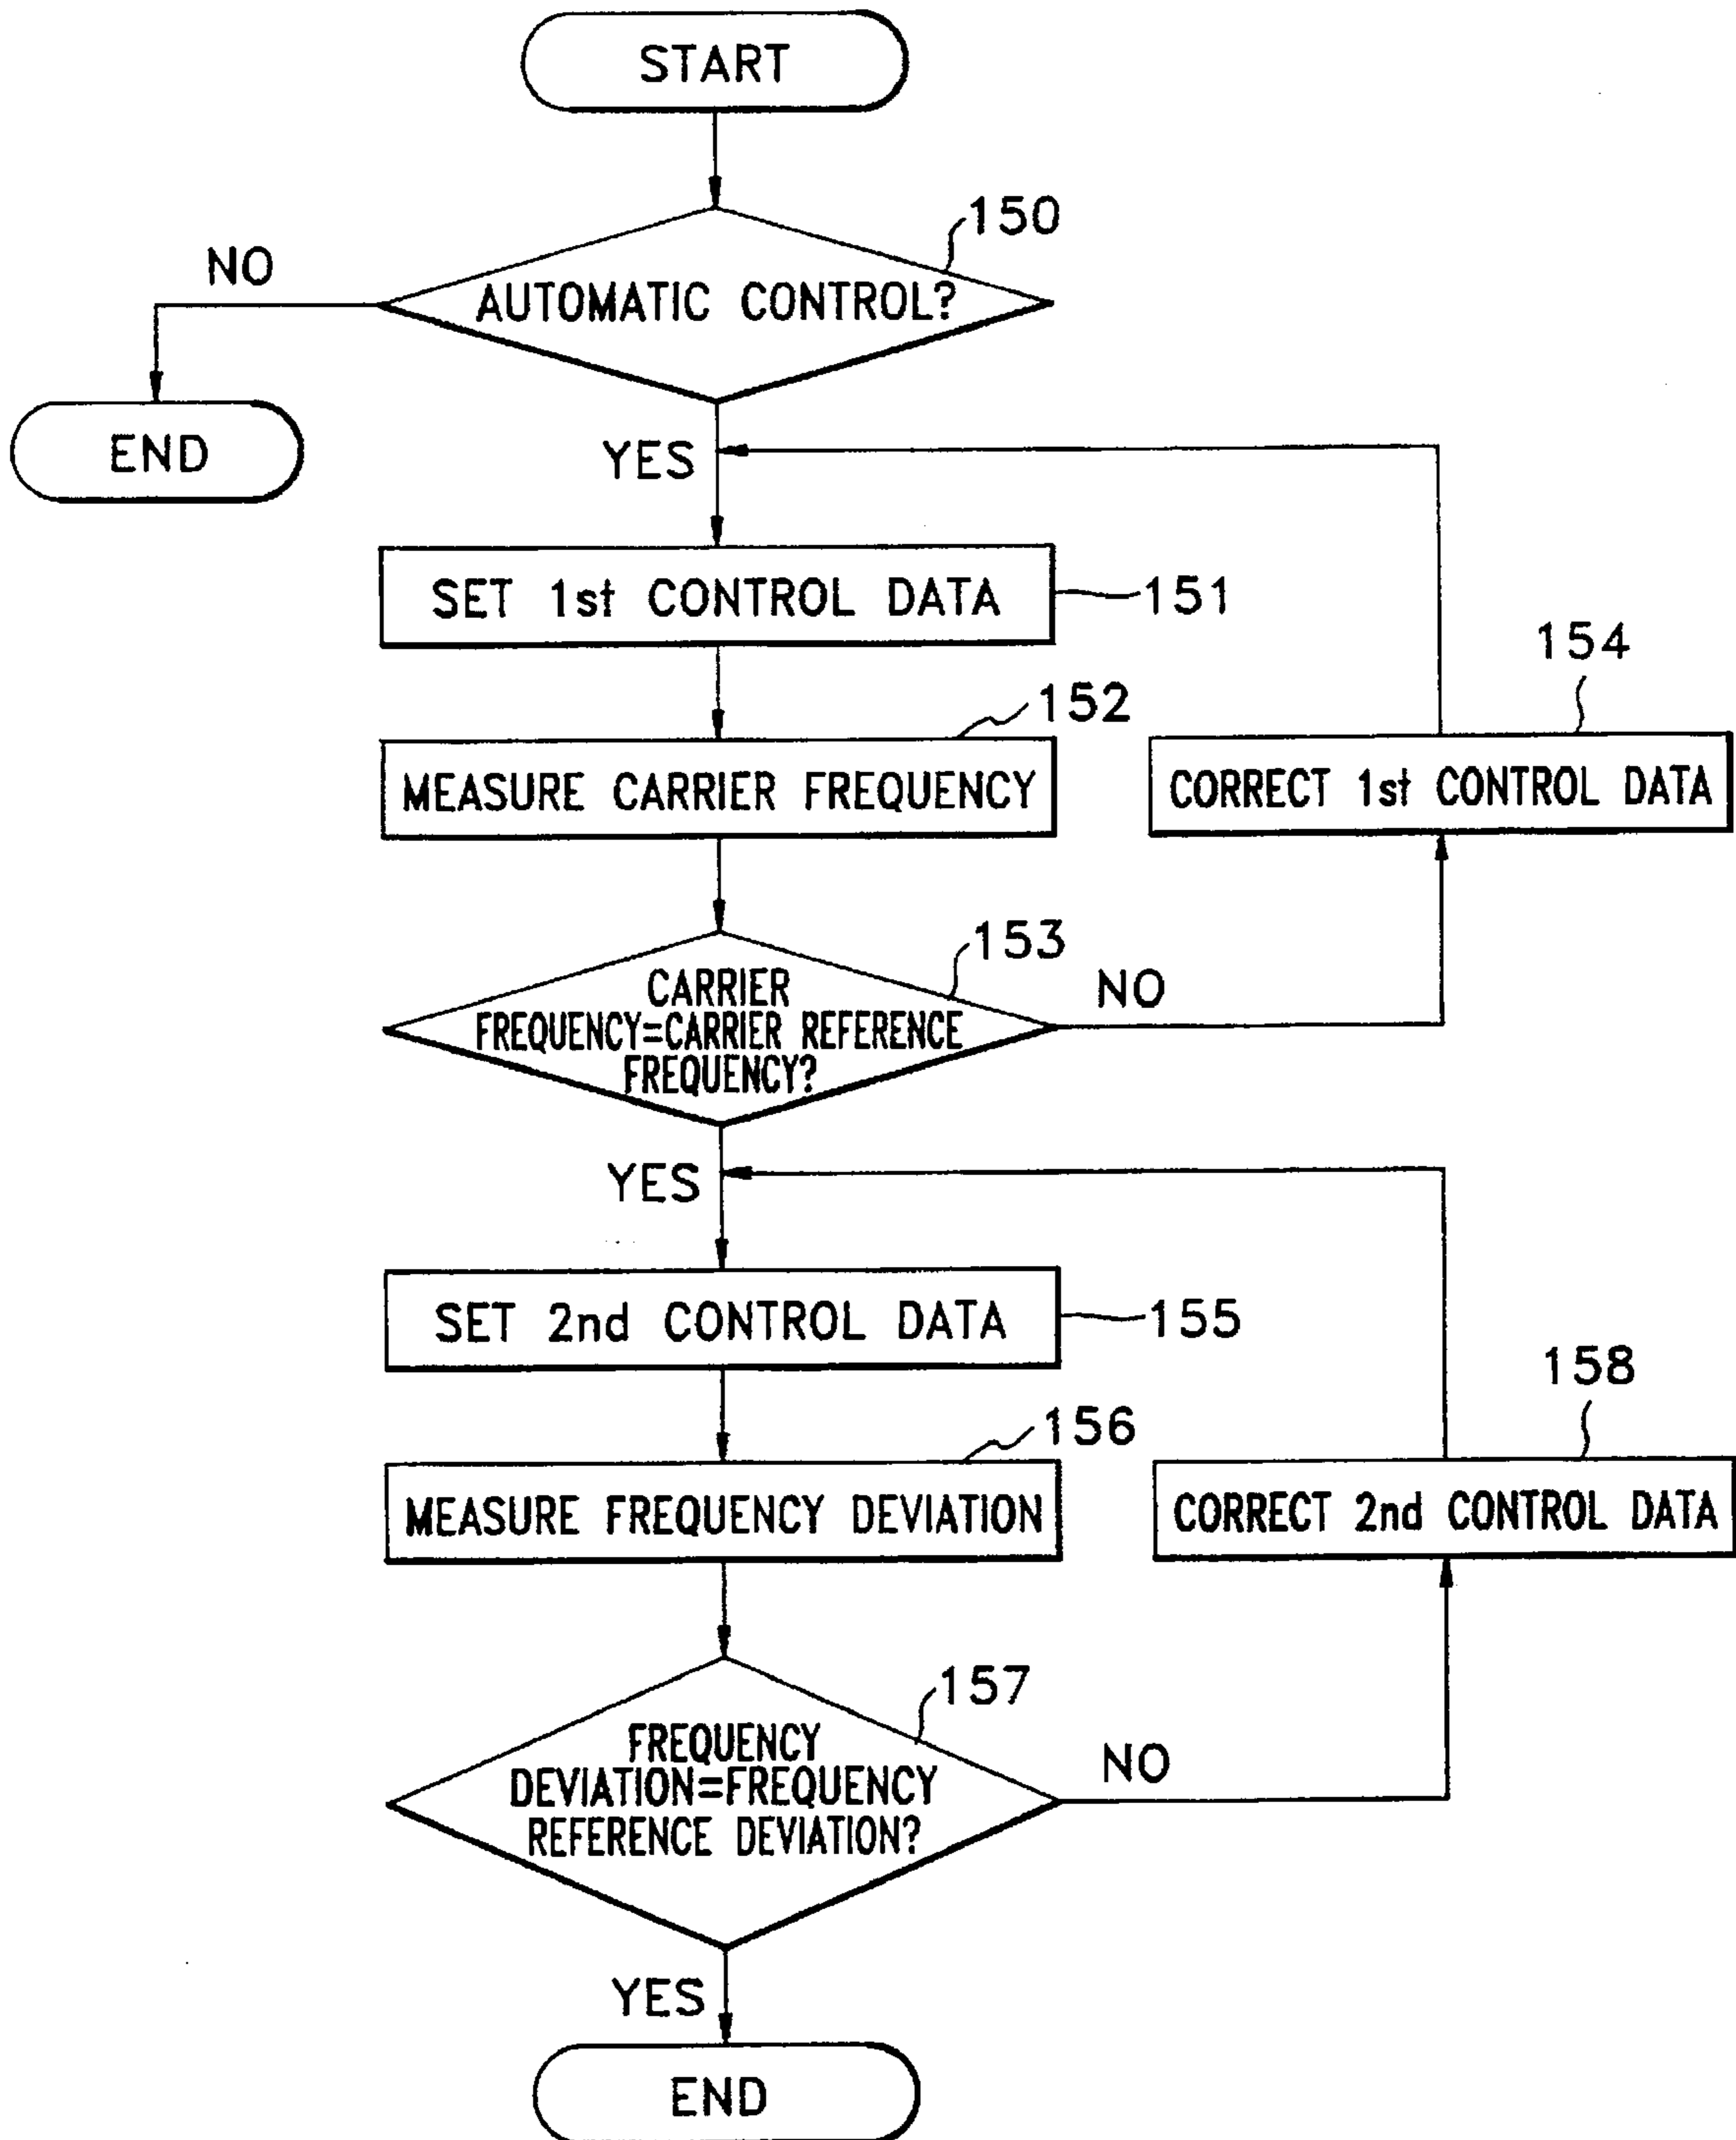 START
150
NO
AUTOMATIC CONTROL?
END
YES
SET 1st CONTROL DATA
151
154
152
MEASURE CARRIER FREQUENCY
CORRECT 1st CONTROL DATA
153
CARRIER
FREQUENCY=CARRIER REFERENCE
FREQUENCY?
NO
YES
SET 2nd CONTROL DATA
155
158
156
MEASURE FREQUENCY DEVIATION
CORRECT 2nd CONTROL DATA
157
FREQUENCY
DEVIATION=FREQUENCY
REFERENCE DEVIATION?
NO
YES
END